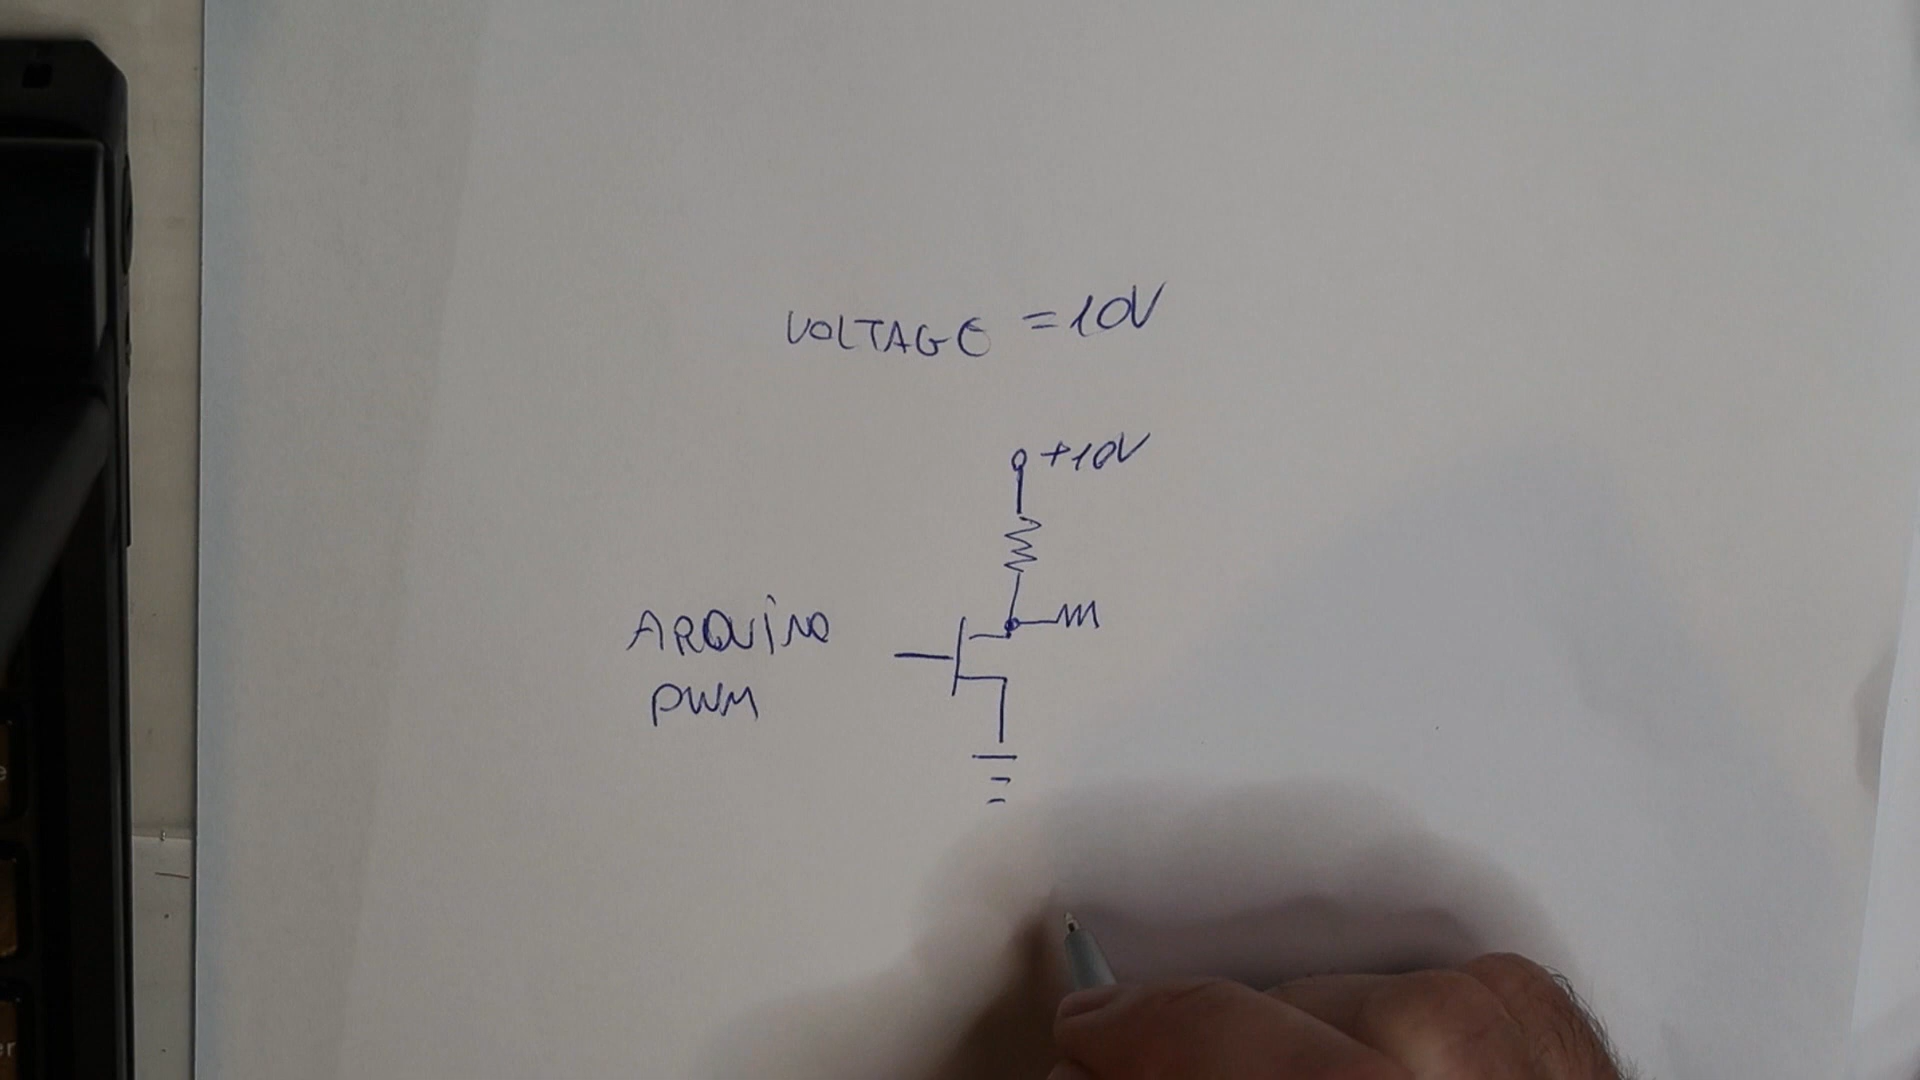 VOLTAGE = 10V
+10V
ARDUINO
PWM